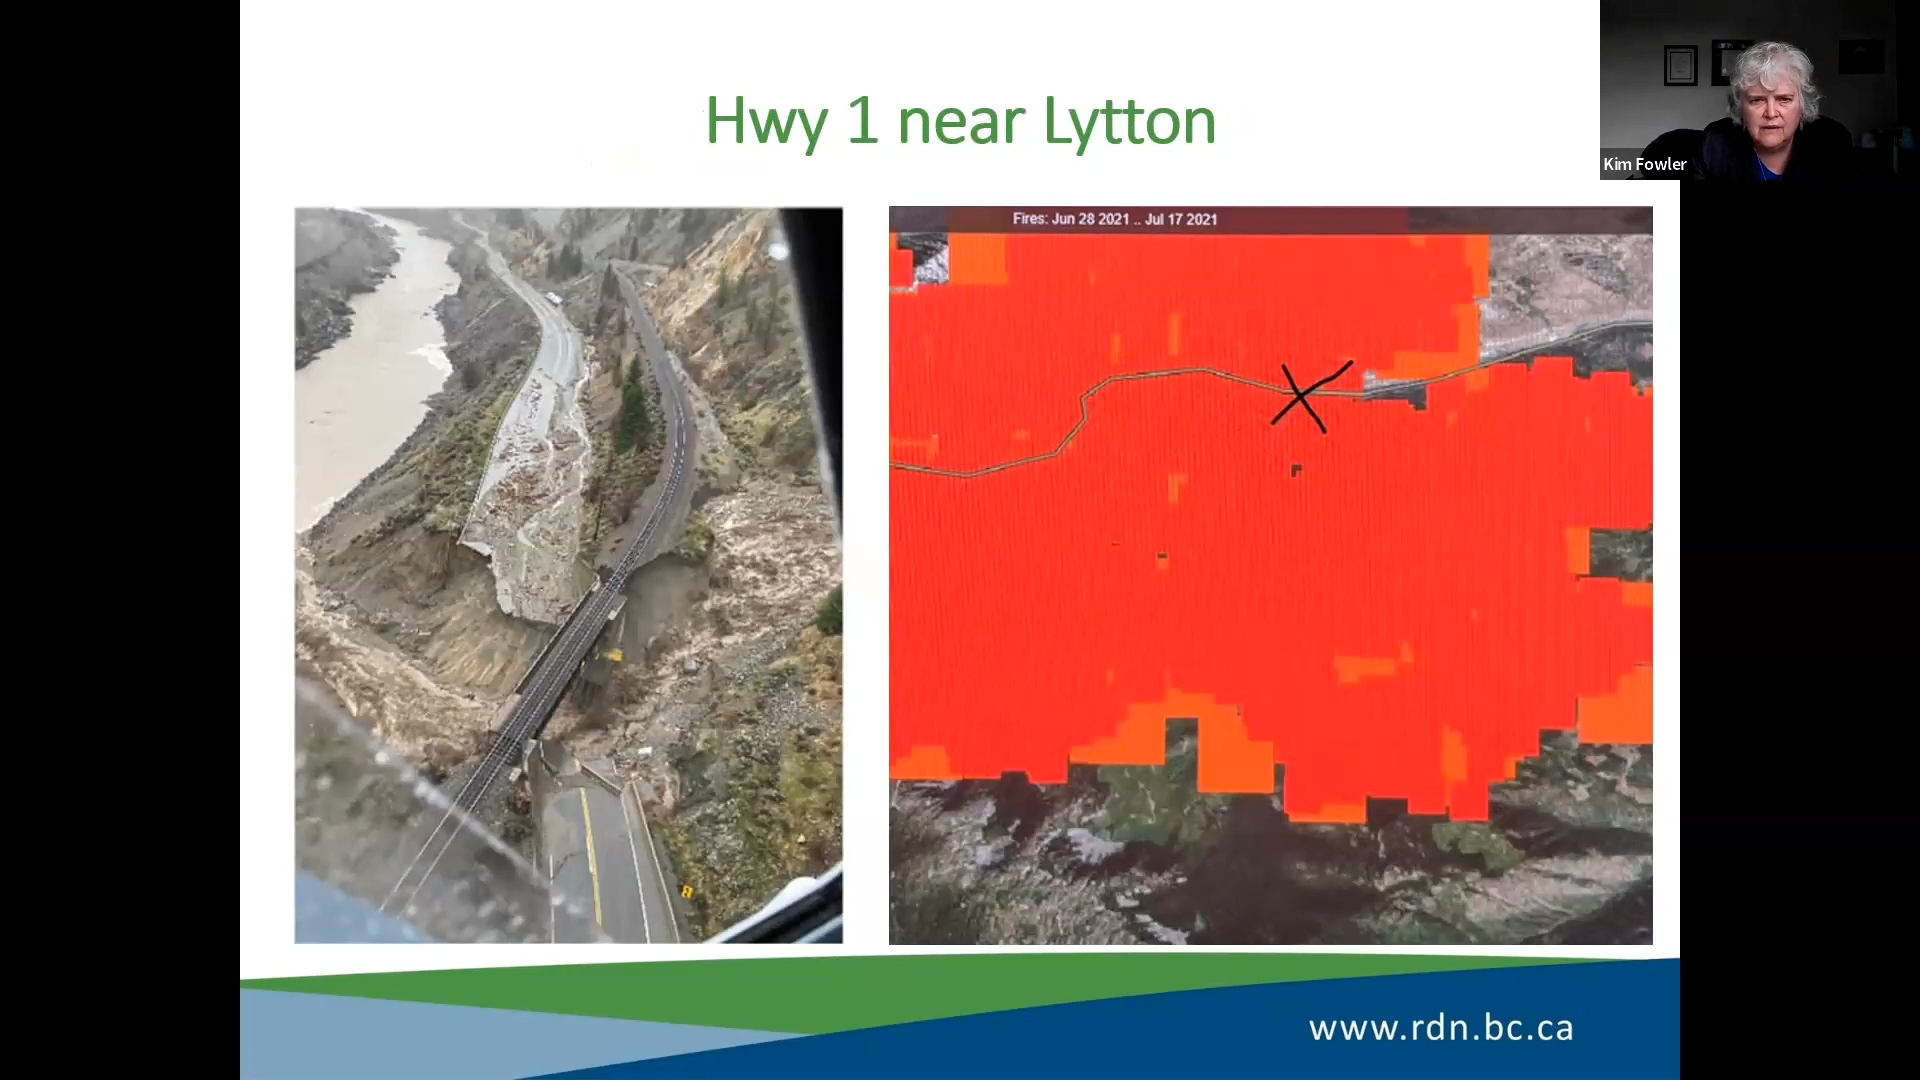 Hwy 1 near Lytton
Kim Fowler
Fires: Jun 28 2021 .. Jul 17 2021
www.rdn.bc.ca